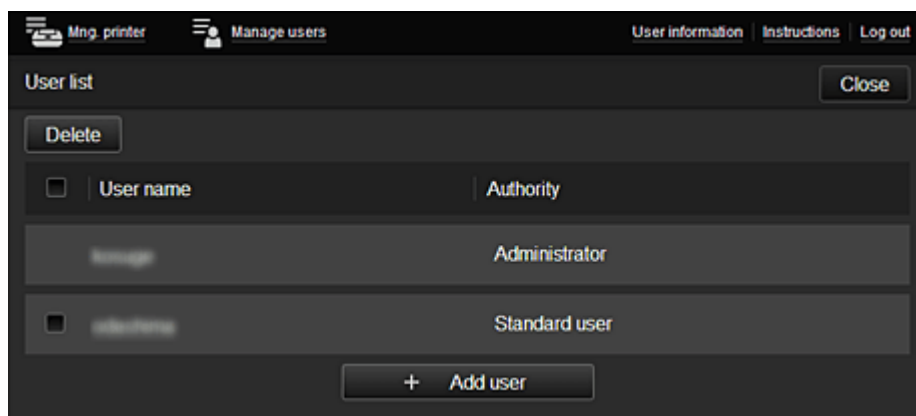 Mng. printer Manage users User information Instructions Log out
User list Close
Delete
User name Authority
Administrator
Standard user
+ Add user